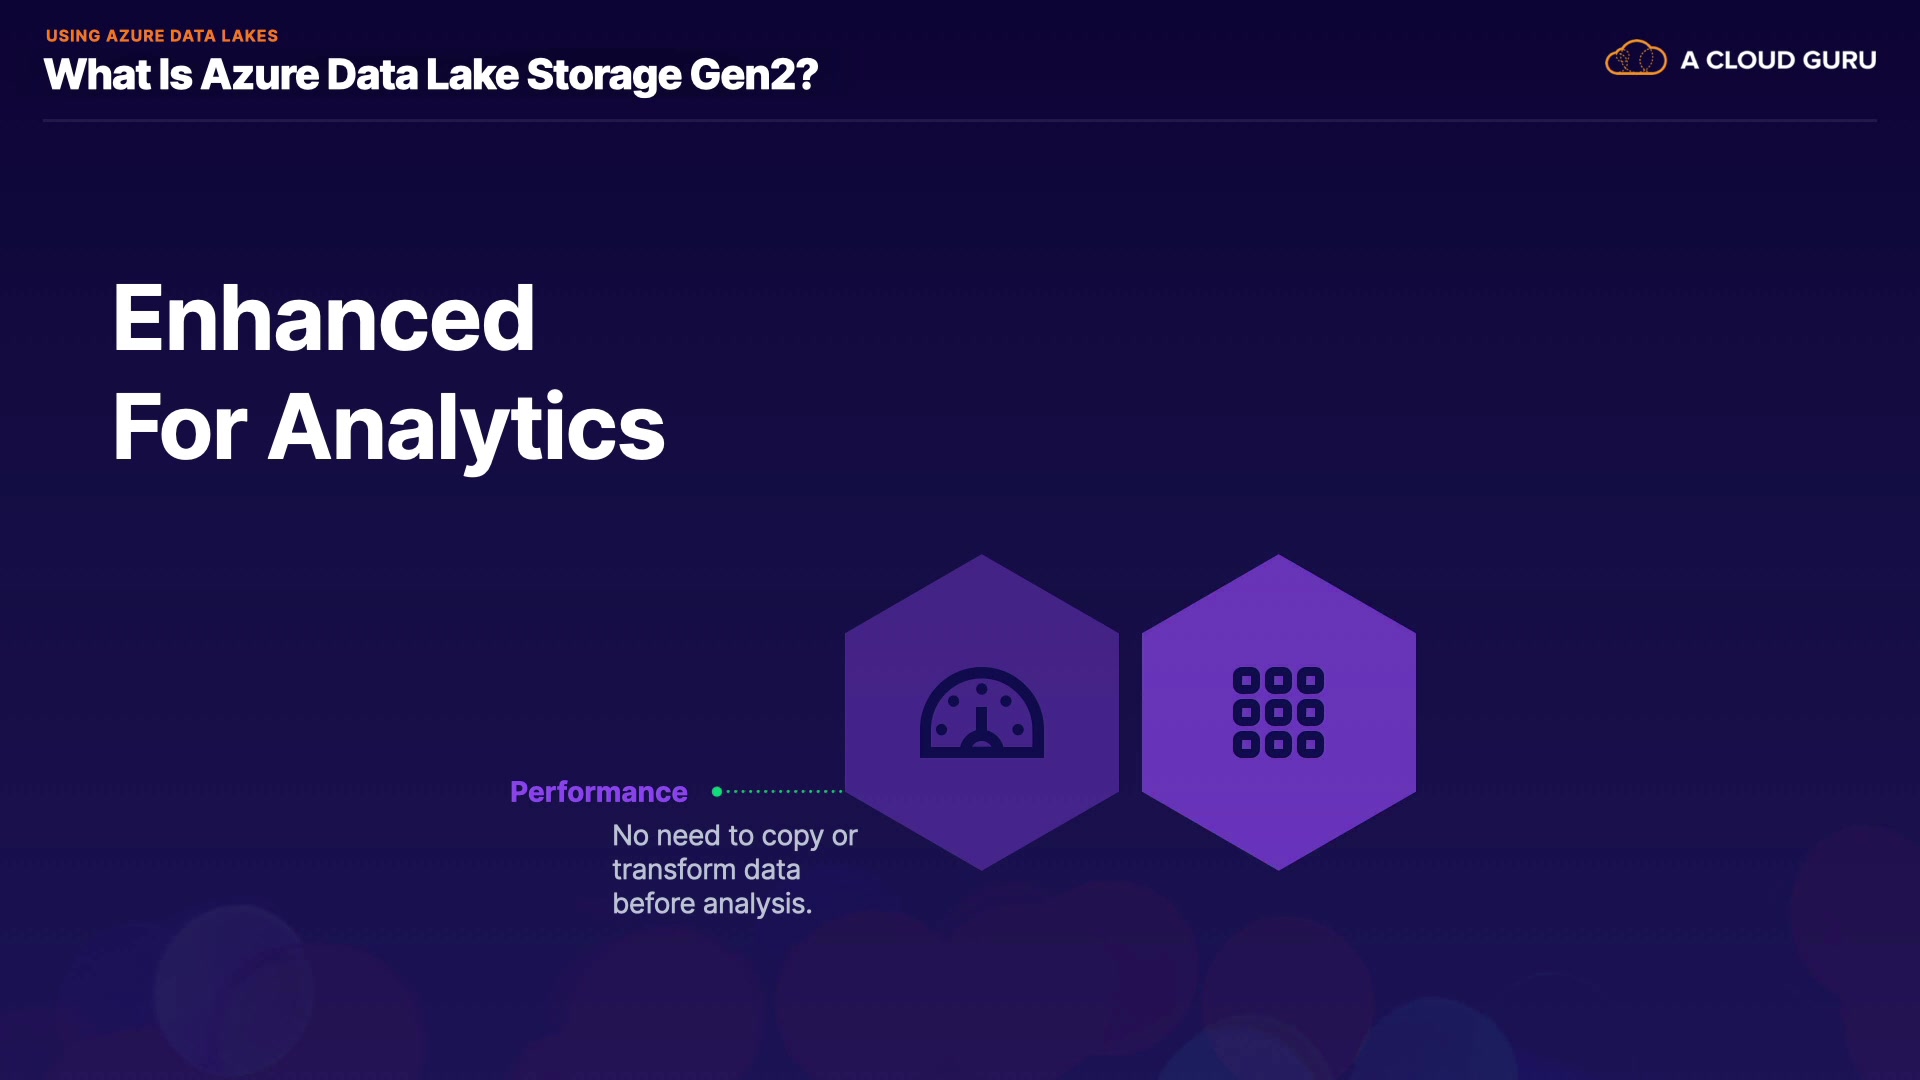 USING AZURE DATA LAKES
What Is Azure Data Lake Storage Gen2?
A CLOUD GURU
Enhanced
For Analytics
Performance
No need to copy or
transform data
before analysis.